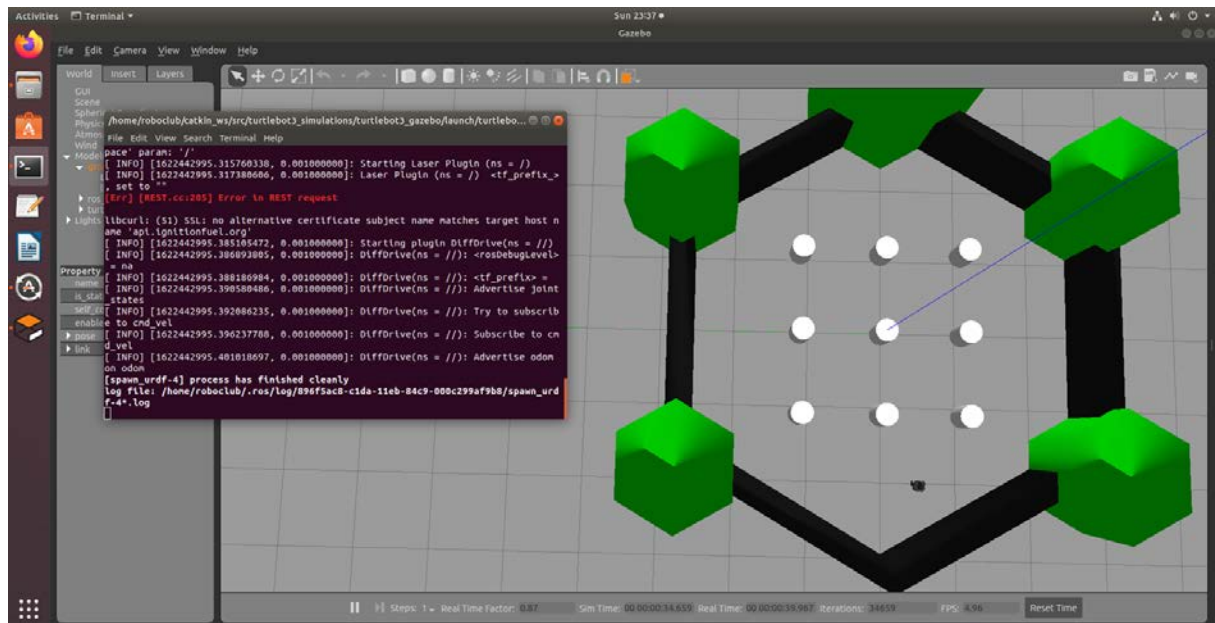 Activities
Terminal
Sun 23:37
Gazebo
File Edit Camera View Window Help
World Insert Layers
GUI
Scene
Wind
Lights
Property
name
enable
pose
link
/home/roboclub/catkin_ws/src/turtlebot3_simulations/turtlebot3_gazebo/launch/turtlebo...
File Edit View Search Terminal Help
pace' param: '/'
[ INFO] [1622442995.315760338, 0.001000000]: Starting Laser Plugin (ns = /)
[ INFO] [1622442995.317380606, 0.001000000]: Laser Plugin (ns = /) <tf_prefix_>
, set to ""
[Err] [REST.cc:205] Error in REST request
libcurl: (51) SSL: no alternative certificate subject name matches target host n
ame 'api.ignitionfuel.org'
[ INFO] [1622442995.385105472, 0.001000000]: Starting plugin DiffDrive(ns = //)
[ INFO] [1622442995.386893805, 0.001000000]: DiffDrive(ns = //): <rosDebugLevel>
= na
[ INFO] [1622442995.388186984, 0.001000000]: DiffDrive(ns = //): <tf_prefix> =
[ INFO] [1622442995.390580486, 0.001000000]: DiffDrive(ns = //): Advertise joint
_states
[ INFO] [1622442995.392086235, 0.001000000]: DiffDrive(ns = //): Try to subscrib
e to cmd_vel
[ INFO] [1622442995.396237780, 0.001000000]: DiffDrive(ns = //): Subscribe to cm
d_vel
[ INFO] [1622442995.401018697, 0.001000000]: DiffDrive(ns = //): Advertise odom
on odom
[spawn_urdf-4] process has finished cleanly
log file: /home/roboclub/.ros/log/896f5ac8-c1da-11eb-84c9-000c299af9b8/spawn_urd
f-4*.log
Steps: 1 Real Time Factor: 0.87 Sim Time: 00 00:00:34.659 Real Time: 00 00:00:39.967 Iterations: 34659 FPS: 4.96 Reset Time